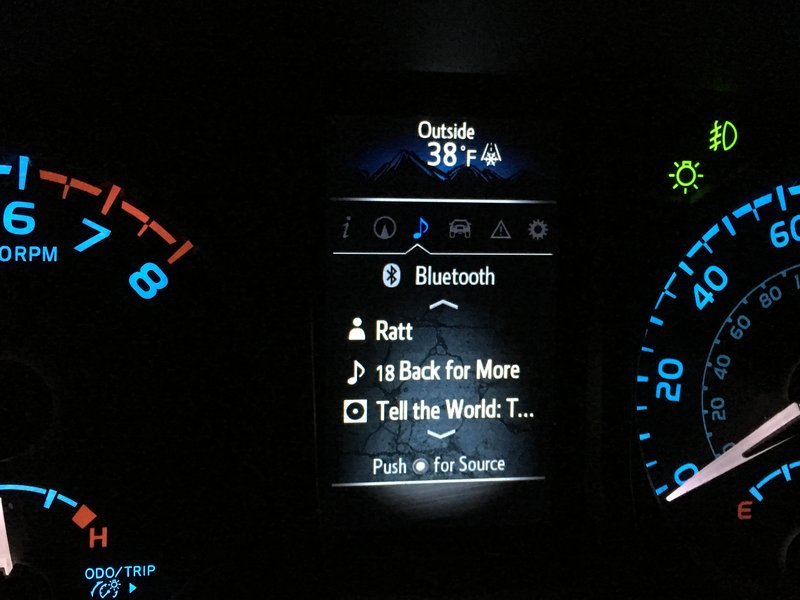 Outside
38°F
Bluetooth
Ratt
18 Back for More
Tell the World: T...
Push for Source
6
7
8
0RPM
H
ODO/TRIP
0
20
40
60
20
40
60
80
E